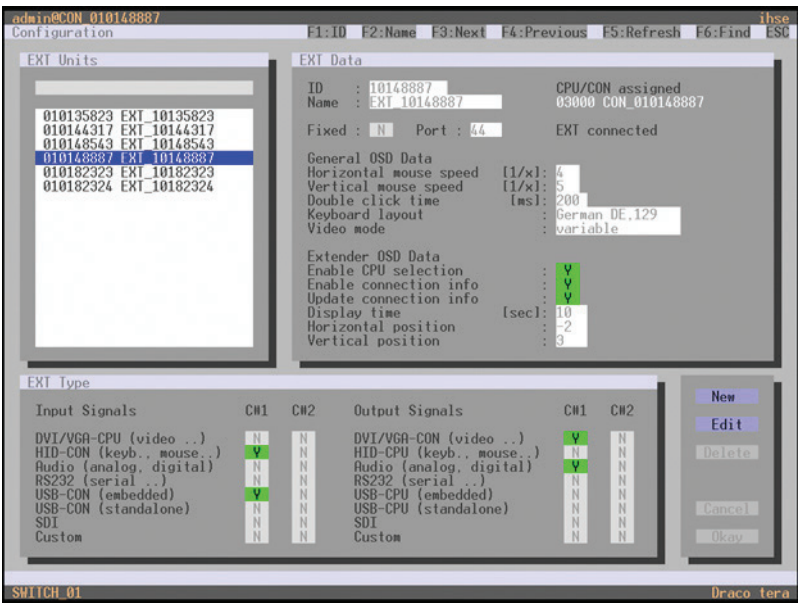 admin@CON_010148887 ihse
Configuration F1:ID F2:Name F3:Next F4:Previous F5:Refresh F6:Find ESC
EXT Units
010135823 EXT_10135823
010144317 EXT_10144317
010148543 EXT_10148543
010148887 EXT_10148887
010182323 EXT_10182323
010182324 EXT_10182324
EXT Data
ID : 10148887 CPU/CON assigned
Name : EXT_10148887 03000 CON_010148887
Fixed : N Port : 44 EXT connected
General OSD Data
Horizontal mouse speed [1/x]: 4
Vertical mouse speed [1/x]: 5
Double click time [ms]: 200
Keyboard layout : German DE,129
Video mode : variable
Extender OSD Data
Enable CPU selection : Y
Enable connection info : Y
Update connection info : Y
Display time [sec]: 10
Horizontal position : -2
Vertical position : 3
EXT Type
Input Signals C#1 C#2 Output Signals C#1 C#2
DVI/VGA-CPU (video ..) N N DVI/VGA-CON (video ..) Y N
HID-CON (keyb., mouse..) Y N HID-CPU (keyb., mouse..) N N
Audio (analog, digital) N N Audio (analog, digital) Y N
RS232 (serial ..) N N RS232 (serial ..) N N
USB-CON (embedded) Y N USB-CPU (embedded) N N
USB-CON (standalone) N N USB-CPU (standalone) N N
SDI N N SDI N N
Custom N N Custom N N
New
Edit
Delete
Cancel
Okay
SWITCH_01 Draco tera